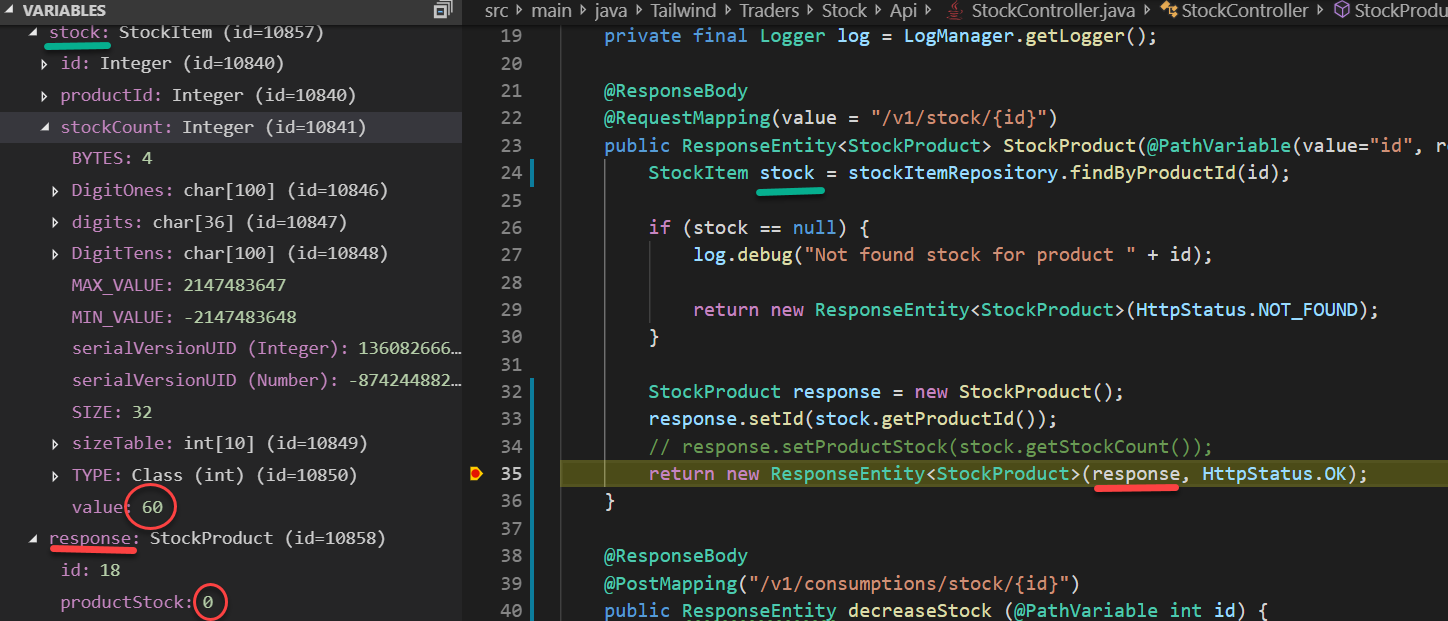 VARIABLES
stock: StockItem (id=10857)
id: Integer (id=10840)
productId: Integer (id=10840)
stockCount: Integer (id=10841)
BYTES: 4
DigitOnes: char[100] (id=10846)
digits: char[36] (id=10847)
DigitTens: char[100] (id=10848)
MAX_VALUE: 2147483647
MIN_VALUE: -2147483648
serialVersionUID (Integer): 136082666…
serialVersionUID (Number): -874244882…
SIZE: 32
sizeTable: int[10] (id=10849)
TYPE: Class (int) (id=10850)
value: 60
response: StockProduct (id=10858)
id: 18
productStock: 0
src main java Tailwind Traders Stock Api StockController.java StockController StockProdu
19 private final Logger log = LogManager.getLogger();
20
21 @ResponseBody
22 @RequestMapping(value = "/v1/stock/{id}")
23 public ResponseEntity<StockProduct> StockProduct(@PathVariable(value="id", re
24 StockItem stock = stockItemRepository.findByProductId(id);
25
26 if (stock == null) {
27 log.debug("Not found stock for product " + id);
28
29 return new ResponseEntity<StockProduct>(HttpStatus.NOT_FOUND);
30 }
31
32 StockProduct response = new StockProduct();
33 response.setId(stock.getProductId());
34 // response.setProductStock(stock.getStockCount());
35 return new ResponseEntity<StockProduct>(response, HttpStatus.OK);
36 }
37
38 @ResponseBody
39 @PostMapping("/v1/consumptions/stock/{id}")
40 public ResponseEntity decreaseStock (@PathVariable int id) {